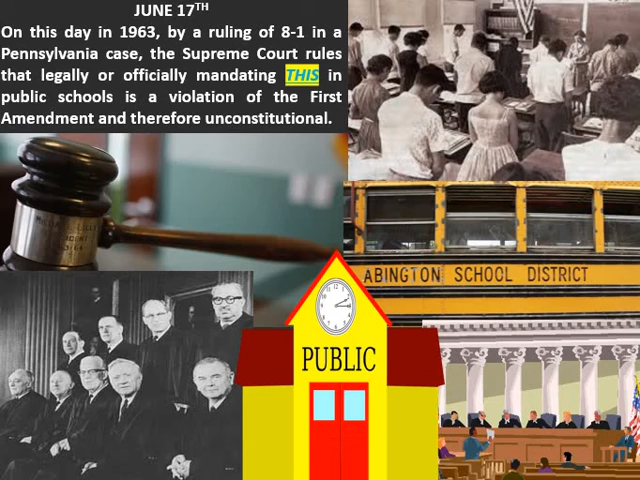 JUNE 17TH
On this day in 1963, by a ruling of 8-1 in a
Pennsylvania case, the Supreme Court rules
that legally or officially mandating THIS in
public schools is a violation of the First
Amendment and therefore unconstitutional.
ABINGTON SCHOOL DISTRICT
PUBLIC